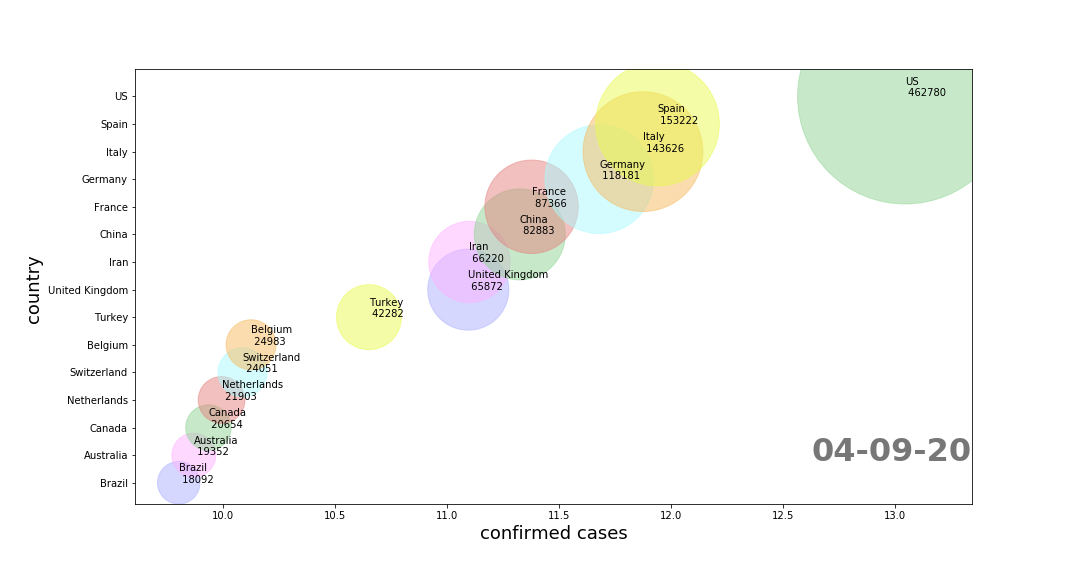 US
Spain
Italy
Germany
France
China
Iran
United Kingdom
Turkey
Belgium
Switzerland
Netherlands
Canada
Australia
Brazil
country
US
462780
Spain
153222
Italy
143626
Germany
118181
France
87366
China
82883
Iran
66220
United Kingdom
65872
Turkey
42282
Belgium
24983
Switzerland
24051
Netherlands
21903
Canada
20654
Australia
19352
Brazil
18092
04-09-20
10.0 10.5 11.0 11.5 12.0 12.5 13.0
confirmed cases